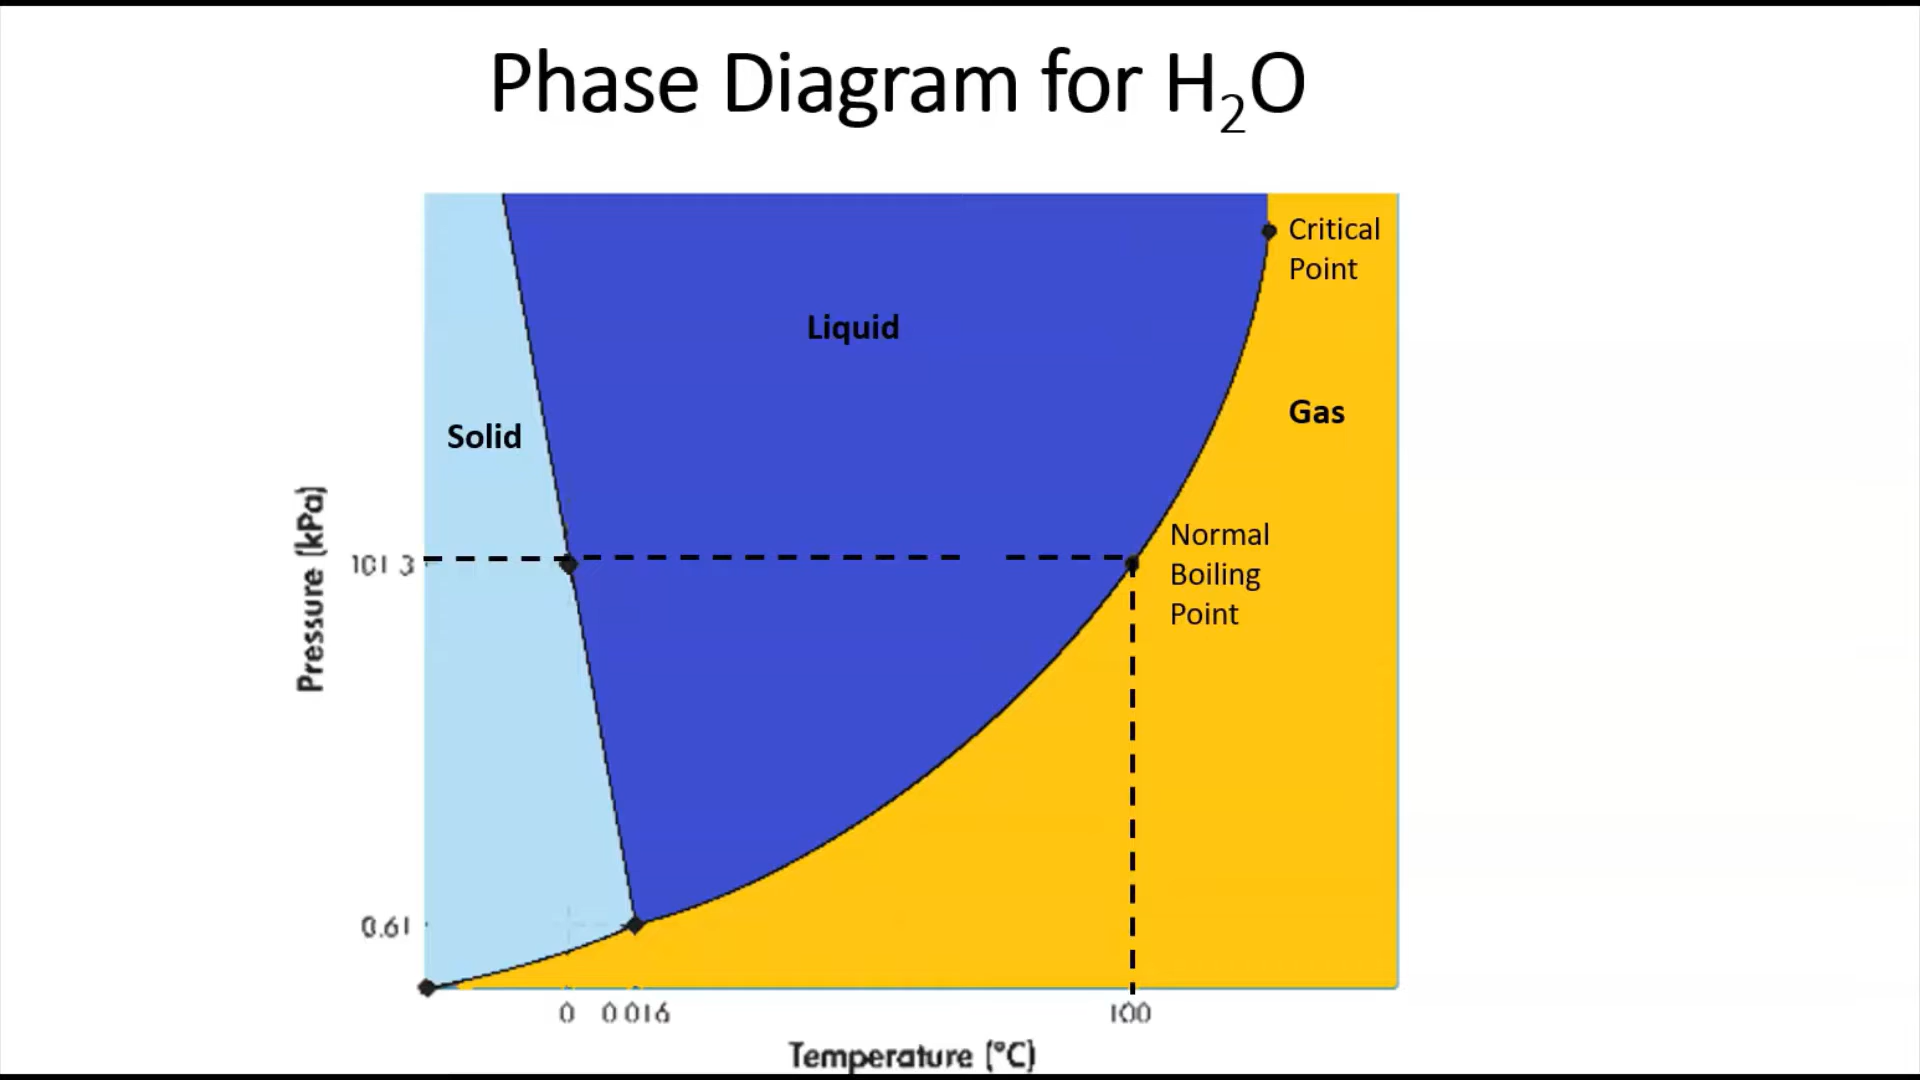 Phase Diagram for H₂O
Critical
Point
Liquid
Gas
Solid
Normal
Boiling
Point
Pressure (kPa)
101 3
0.61
0 0 016 100
Temperature (°C)